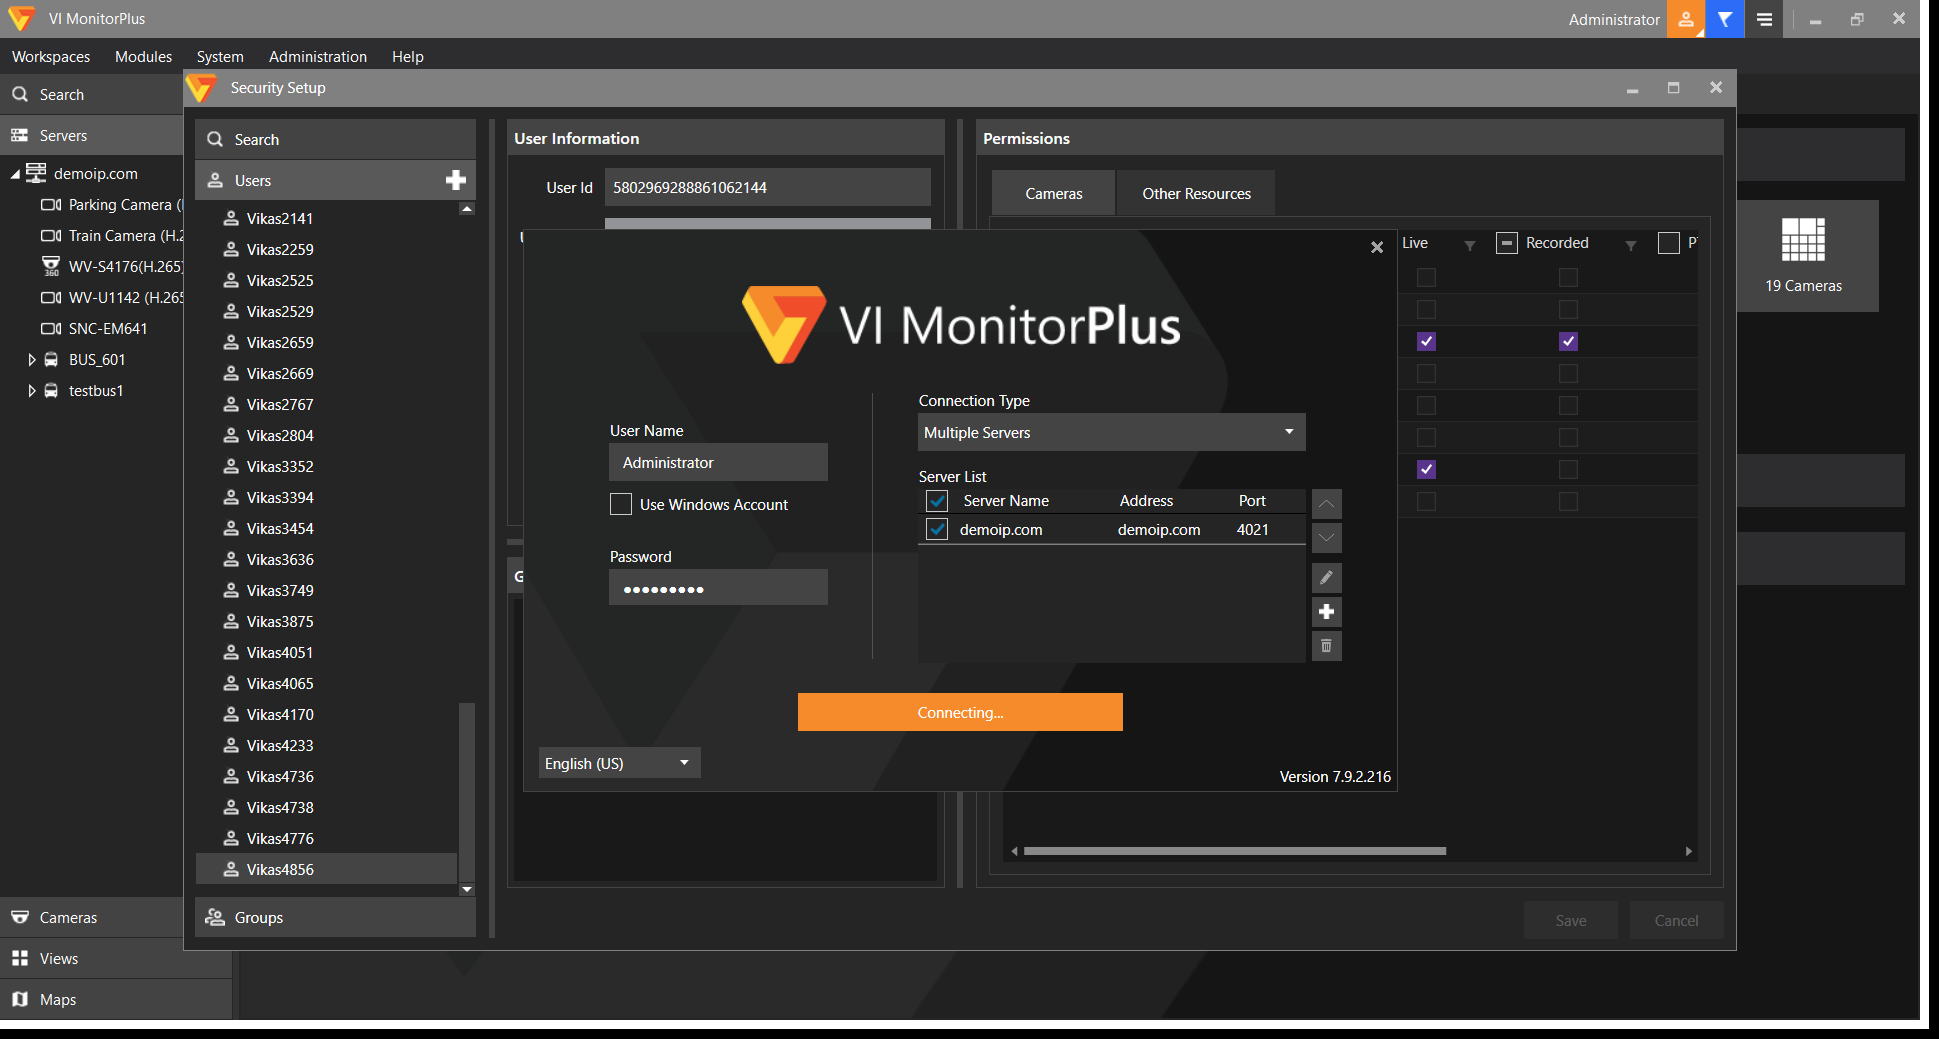 VI MonitorPlus
Administrator
Workspaces Modules System Administration Help
Search
Servers
demoip.com
Parking Camera (
Train Camera (H.2
WV-S4176(H.265)
WV-U1142 (H.265
SNC-EM641
BUS_601
testbus1
Cameras
Views
Maps
Security Setup
Search
Users
Vikas2141
Vikas2259
Vikas2525
Vikas2529
Vikas2659
Vikas2669
Vikas2767
Vikas2804
Vikas3352
Vikas3394
Vikas3454
Vikas3636
Vikas3749
Vikas3875
Vikas4051
Vikas4065
Vikas4170
Vikas4233
Vikas4736
Vikas4738
Vikas4776
Vikas4856
Groups
User Information
User Id 5802969288861062144
G
Permissions
Cameras Other Resources
Live Recorded P
19 Cameras
VI MonitorPlus
User Name
Administrator
Use Windows Account
Password
Connection Type
Multiple Servers
Server List
Server Name Address Port
demoip.com demoip.com 4021
Connecting...
English (US)
Version 7.9.2.216
Save Cancel